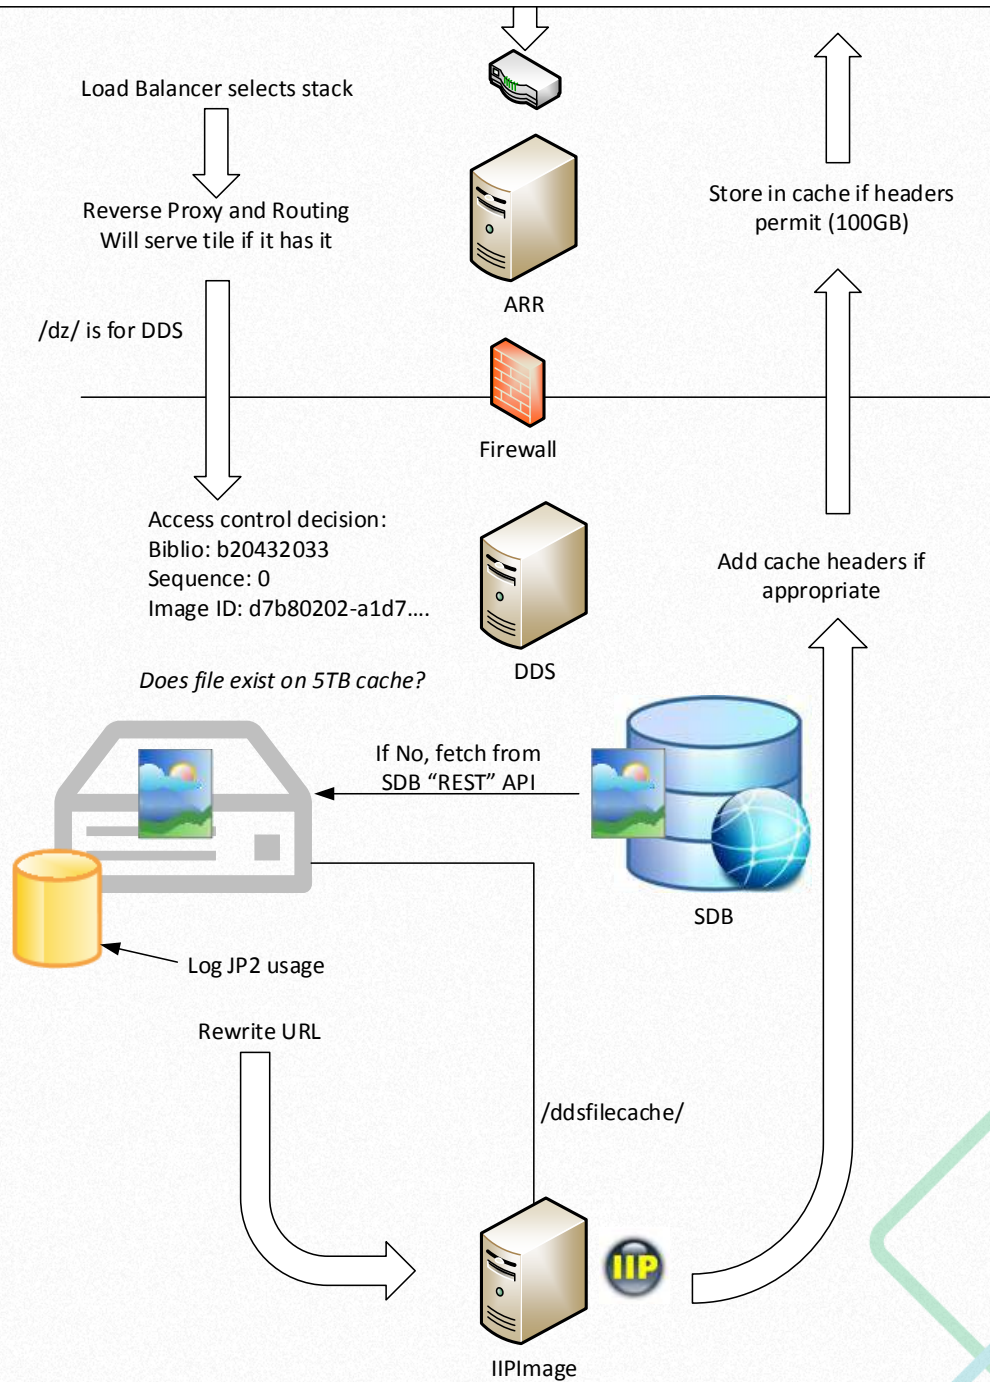 Load Balancer selects stack
Reverse Proxy and Routing
Will serve tile if it has it
Store in cache if headers
permit (100GB)
ARR
/dz/ is for DDS
Firewall
Access control decision:
Biblio: b20432033
Sequence: 0
Image ID: d7b80202-a1d7....
Add cache headers if
appropriate
DDS
Does file exist on 5TB cache?
If No, fetch from
SDB “REST” API
SDB
Log JP2 usage
Rewrite URL
/ddsfilecache/
IIP
IIPImage